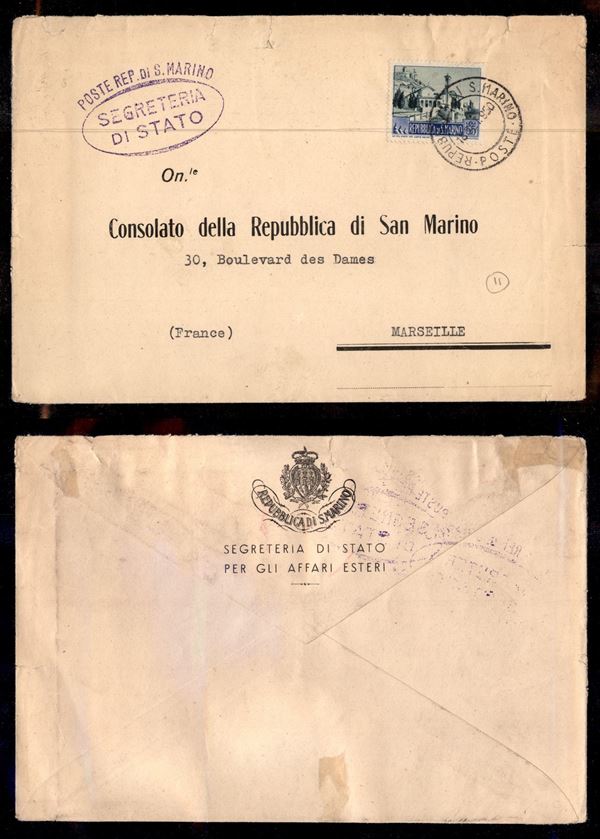 POSTE REP. DI S. MARINO
SEGRETERIA
DI STATO
REPUBBLICA DI S. MARINO
DI S. MARINO · POSTE · REPUB
On.le
Consolato della Repubblica di San Marino
30, Boulevard des Dames
11
(France)
MARSEILLE
REPUBBLICA DI S. MARINO
SEGRETERIA DI STATO
PER GLI AFFARI ESTERI